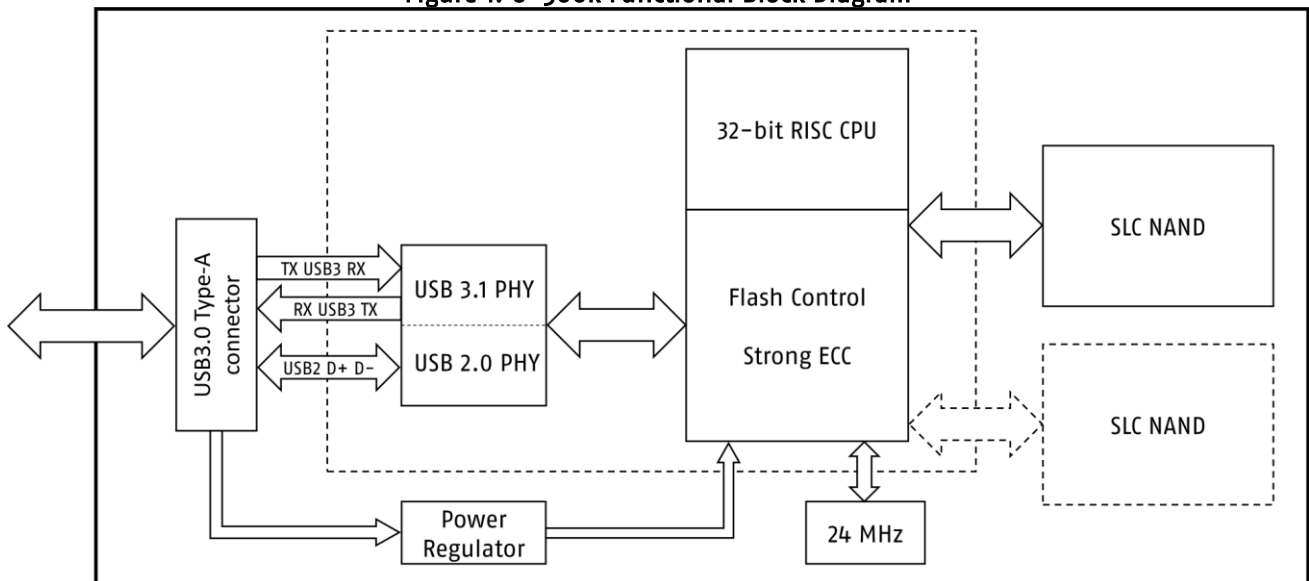 32-bit RISC CPU
SLC NAND
USB3.0 Type-A
connector
TX USB3 RX
RX USB3 TX
USB2 D+ D-
USB 3.1 PHY
USB 2.0 PHY
Flash Control
Strong ECC
SLC NAND
Power
Regulator
24 MHz